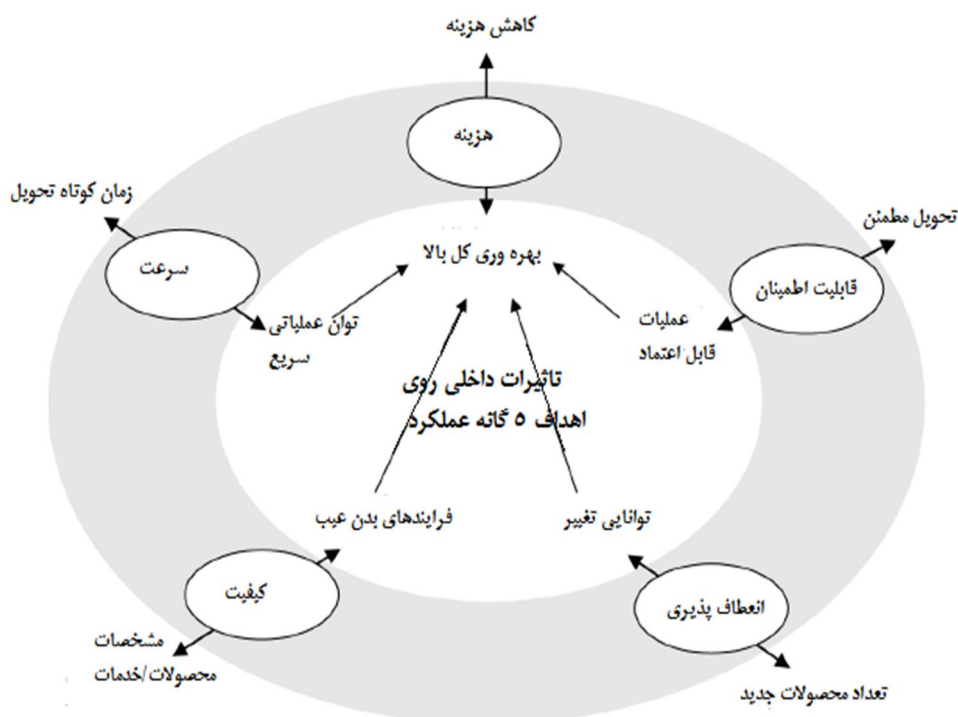 کاهش هزینه
هزینه
زمان کوتاه تحویل
تحویل مطمئن
سرعت
بهره وری کل بالا
قابلیت اطمینان
توان عملیاتی
سریع
عملیات
قابل اعتماد
تاثیرات داخلی روی
اهداف ٥ گانه عملکرد
فرایندهای بدن عیب
توانایی تغییر
کیفیت
انعطاف پذیری
مشخصات
محصولات/خدمات
تعداد محصولات جدید